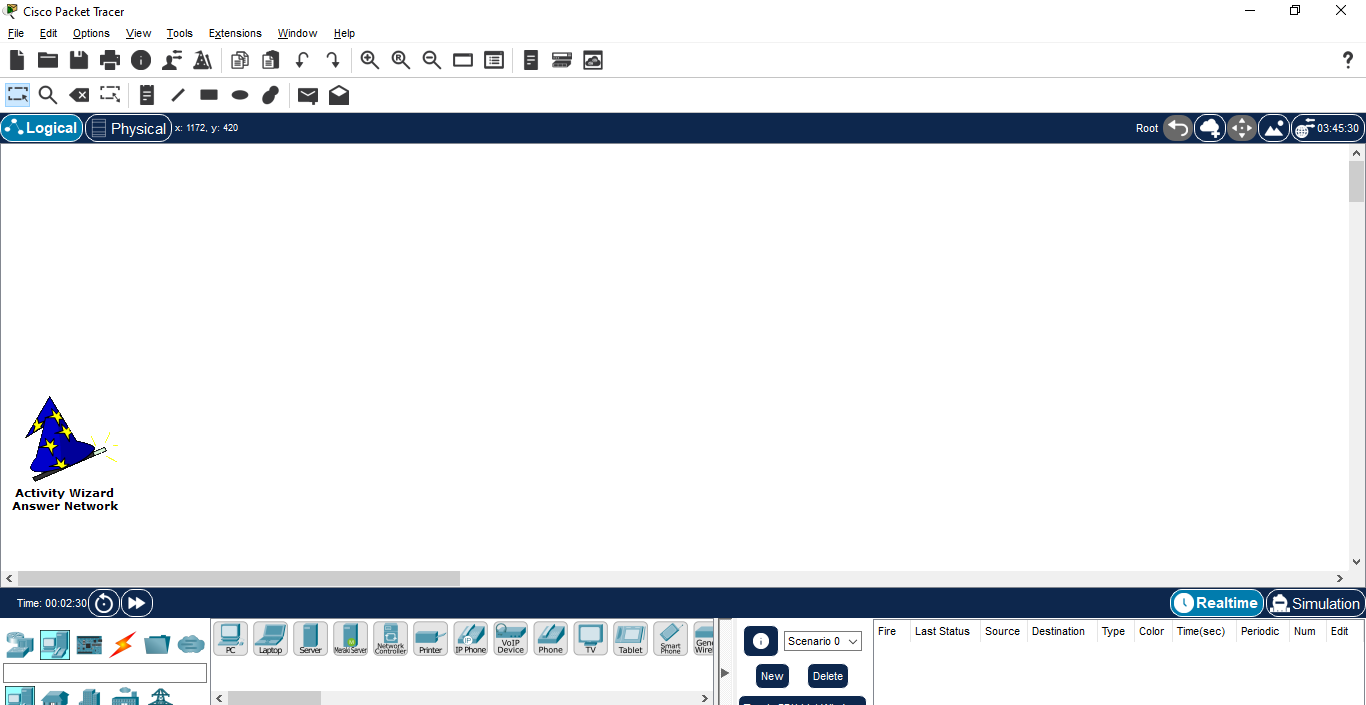 Cisco Packet Tracer
File Edit Options View Tools Extensions Window Help
Logical Physical x: 1172, y: 420 Root 03:45:30
Activity Wizard
Answer Network
Time: 00:02:30 Realtime Simulation
PC Laptop Server Meraki Server Network Controller Printer IP Phone VoIP Device Phone TV Tablet Smart Phone
Scenario 0
New Delete
Fire Last Status Source Destination Type Color Time(sec) Periodic Num Edit